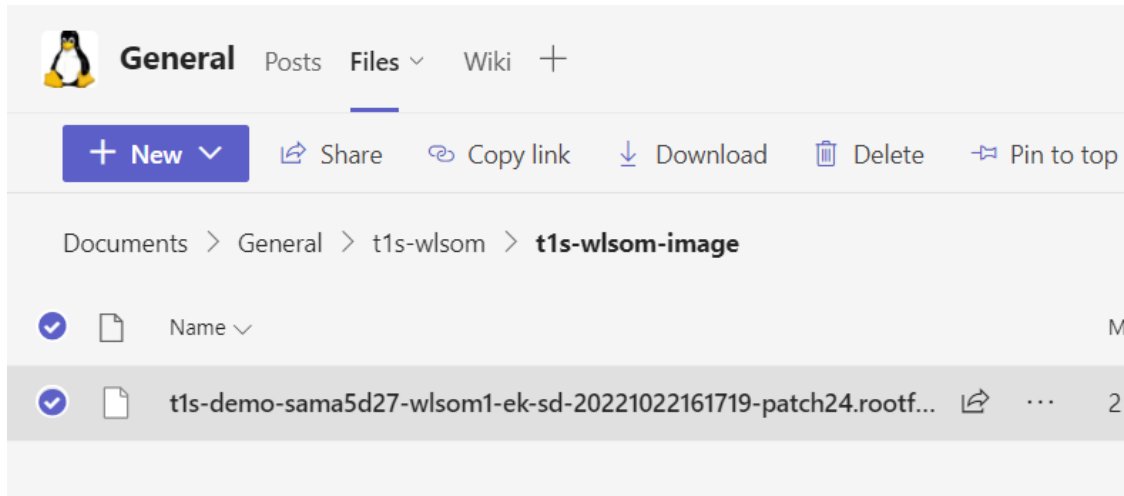 General Posts Files Wiki
New Share Copy link Download Delete Pin to top
Documents > General > t1s-wlsom > t1s-wlsom-image
Name M
t1s-demo-sama5d27-wlsom1-ek-sd-20221022161719-patch24.rootf... 2